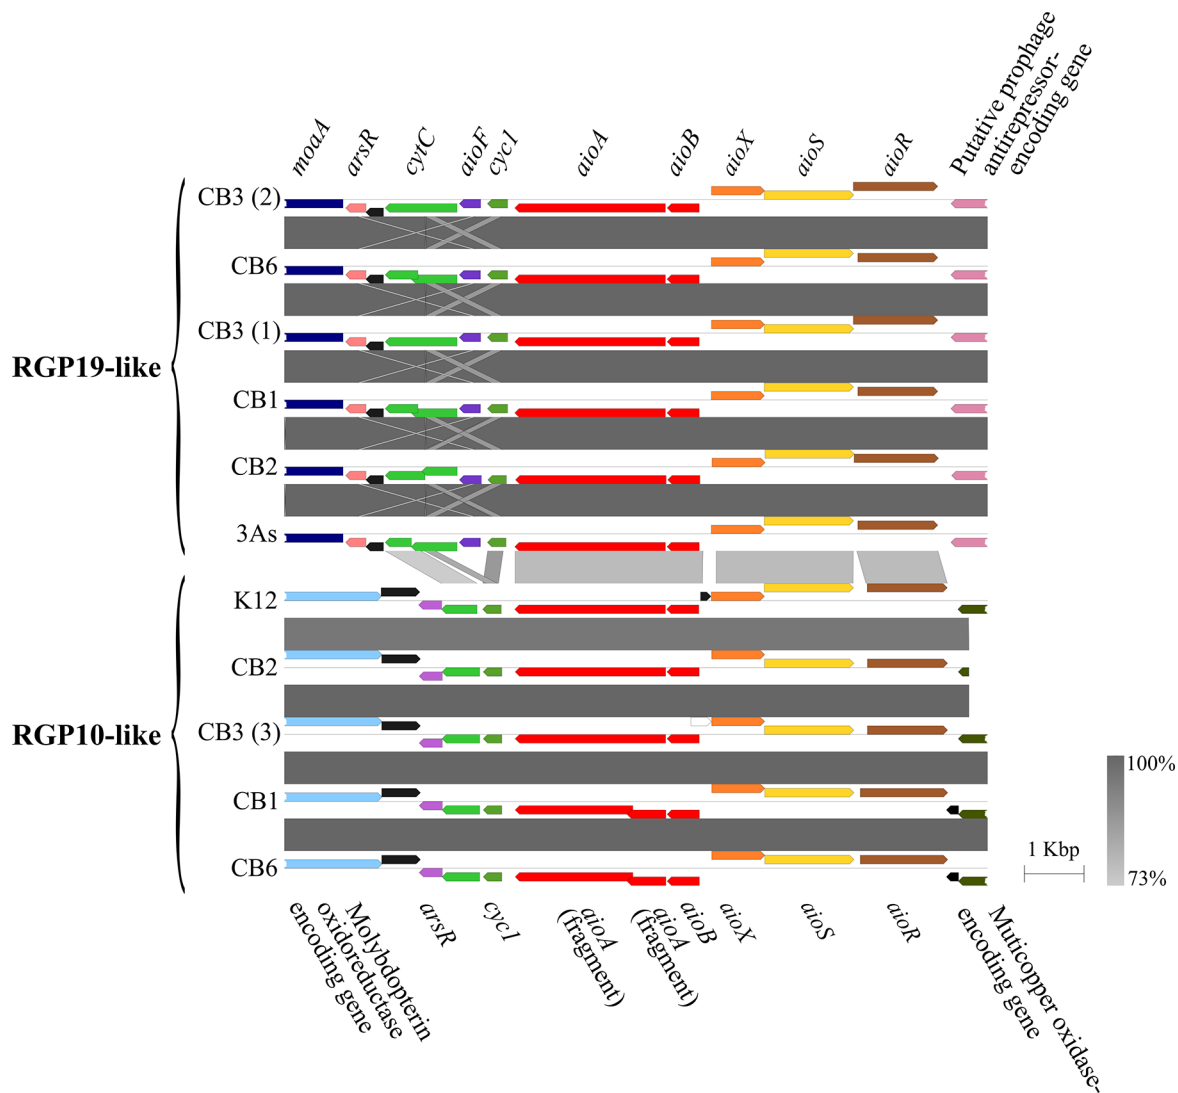 Putative prophage
antirepressor-
encoding gene
moaA
arsR
cytC
aioF
cyc1
aioA
aioB
aioX
aioS
aioR
CB3 (2)
CB6
CB3 (1)
RGP19-like
CB1
CB2
3As
K12
CB2
CB3 (3)
RGP10-like
CB1
CB6
100%
73%
1 Kbp
Molybdopterin
oxidoreductase
encoding gene
arsR
cyc1
aioA
(fragment)
aioA
(fragment)
aioB
aioX
aioS
aioR
Muticopper oxidase-
encoding gene